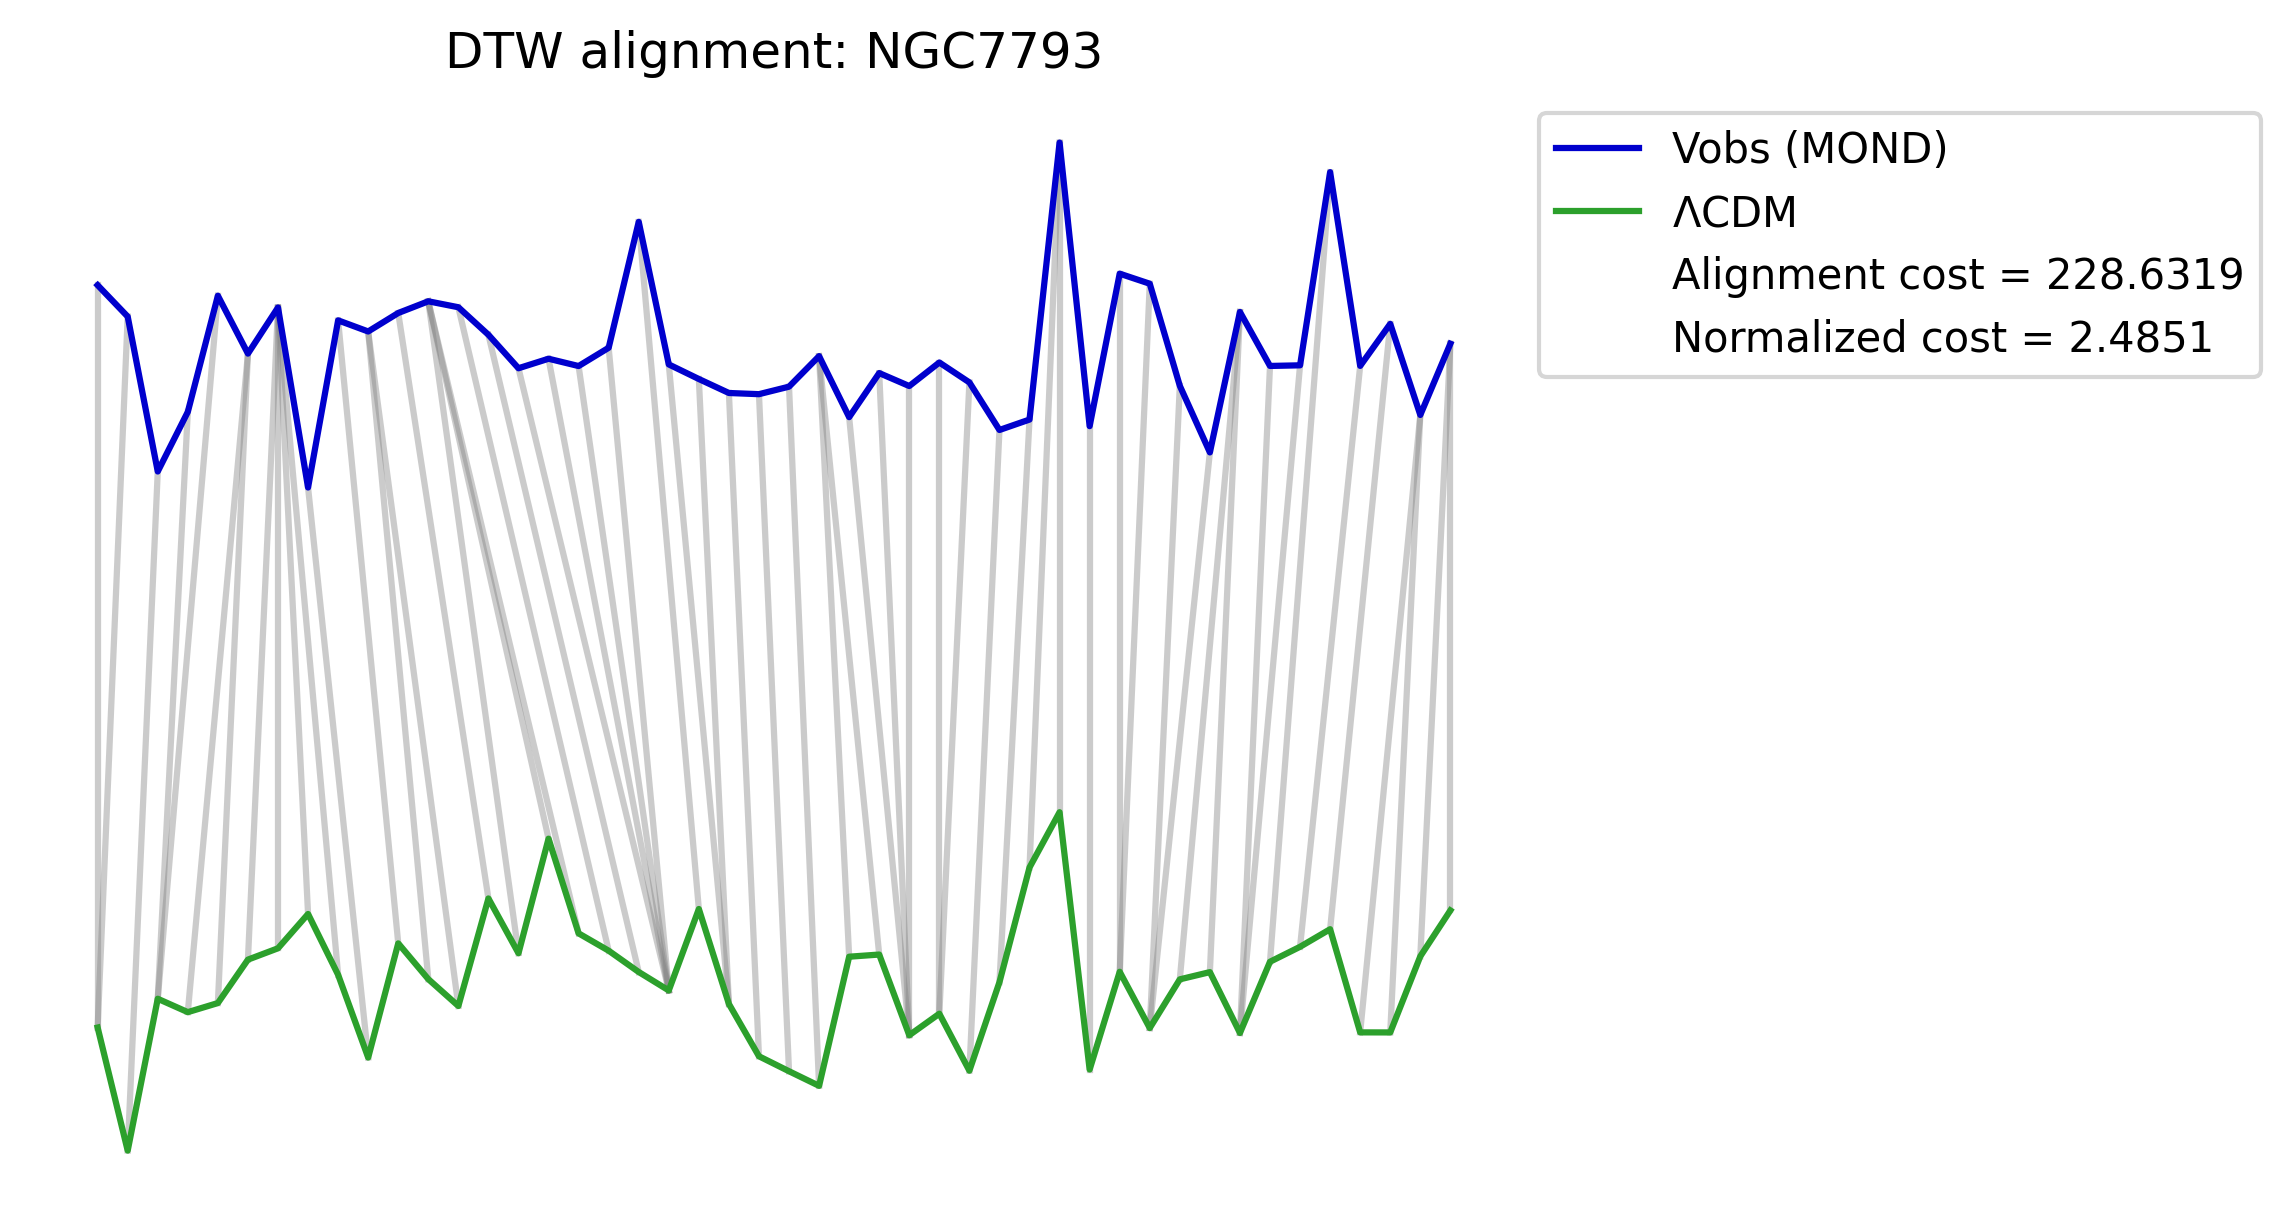 DTW alignment: NGC7793
Vobs (MOND)
ΛCDM
Alignment cost = 228.6319
Normalized cost = 2.4851